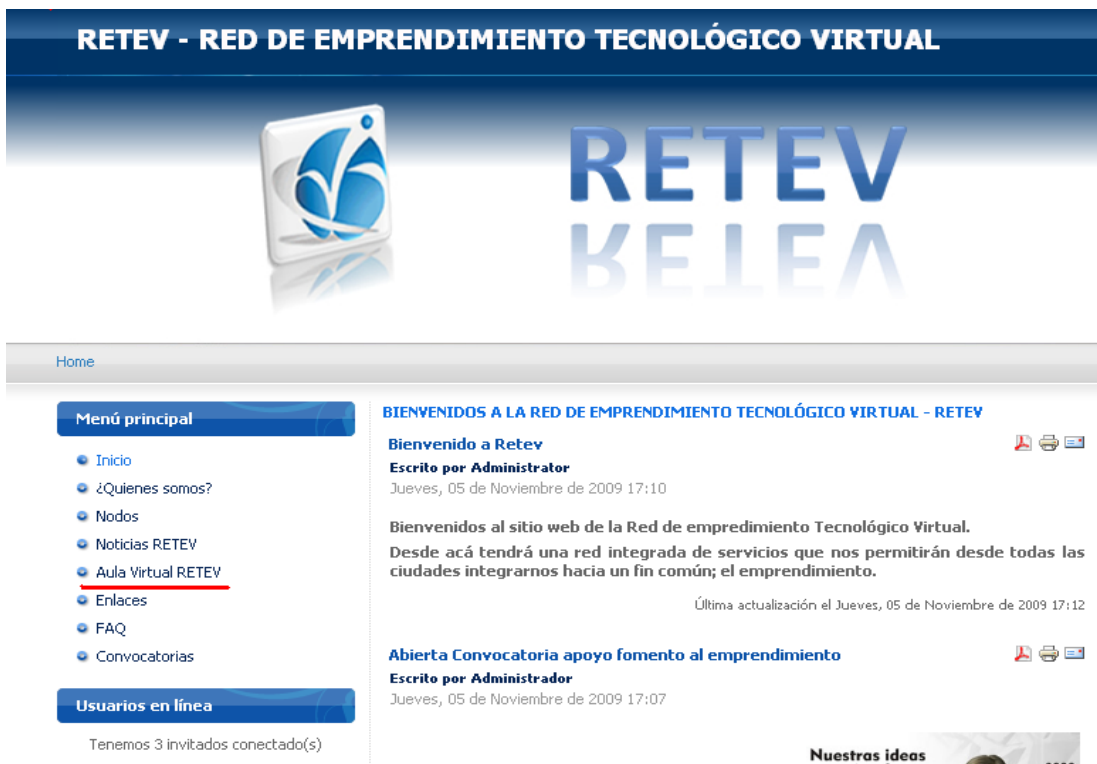 RETEV - RED DE EMPRENDIMIENTO TECNOLÓGICO VIRTUAL
RETEV
Home
Menú principal
Inicio
¿Quienes somos?
Nodos
Noticias RETEV
Aula Virtual RETEV
Enlaces
FAQ
Convocatorias
Usuarios en línea
Tenemos 3 invitados conectado(s)
BIENVENIDOS A LA RED DE EMPRENDIMIENTO TECNOLÓGICO VIRTUAL - RETEV
Bienvenido a Retev
Escrito por Administrator
Jueves, 05 de Noviembre de 2009 17:10
Bienvenidos al sitio web de la Red de empredimiento Tecnológico Virtual.
Desde acá tendrá una red integrada de servicios que nos permitirán desde todas las
ciudades integrarnos hacia un fin común; el emprendimiento.
Última actualización el Jueves, 05 de Noviembre de 2009 17:12
Abierta Convocatoria apoyo fomento al emprendimiento
Escrito por Administrador
Jueves, 05 de Noviembre de 2009 17:07
Nuestras ideas